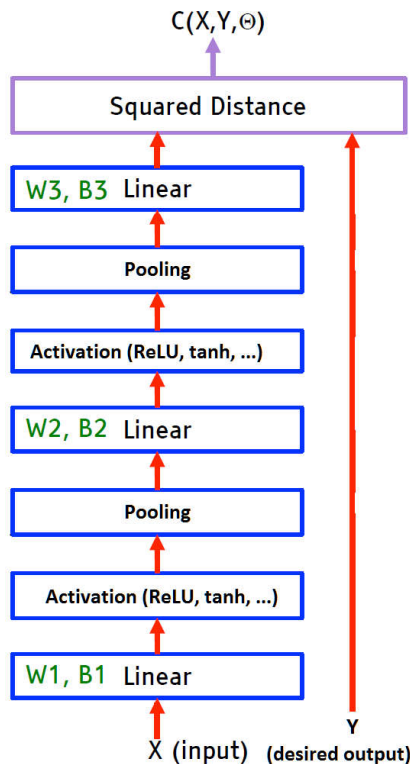 C(X,Y,Θ)
Squared Distance
W3, B3 Linear
Pooling
Activation (ReLU, tanh, ...)
W2, B2 Linear
Pooling
Activation (ReLU, tanh, ...)
W1, B1 Linear
X (input)
Y
(desired output)